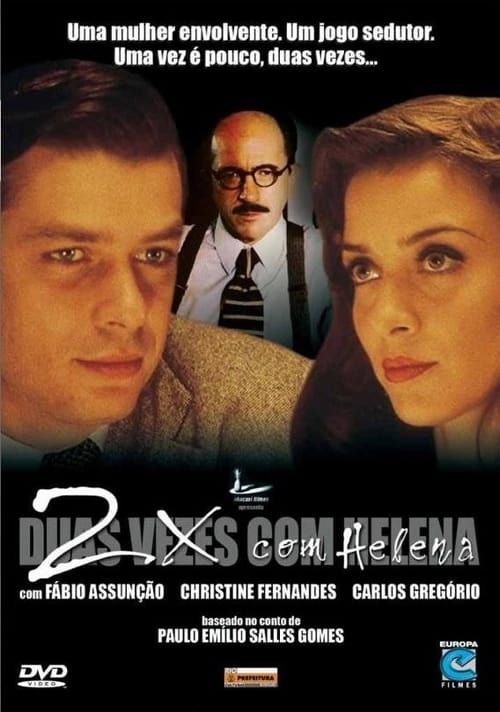 Uma mulher envolvente. Um jogo sedutor.
Uma vez é pouco, duas vezes...
apresenta
DUAS VEZES COM HELENA
2X com Helena
com FÁBIO ASSUNÇÃO CHRISTINE FERNANDES CARLOS GREGÓRIO
baseado no conto de
PAULO EMÍLIO SALLES GOMES
DVD
VIDEO
PREFEITURA
EUROPA
FILMES